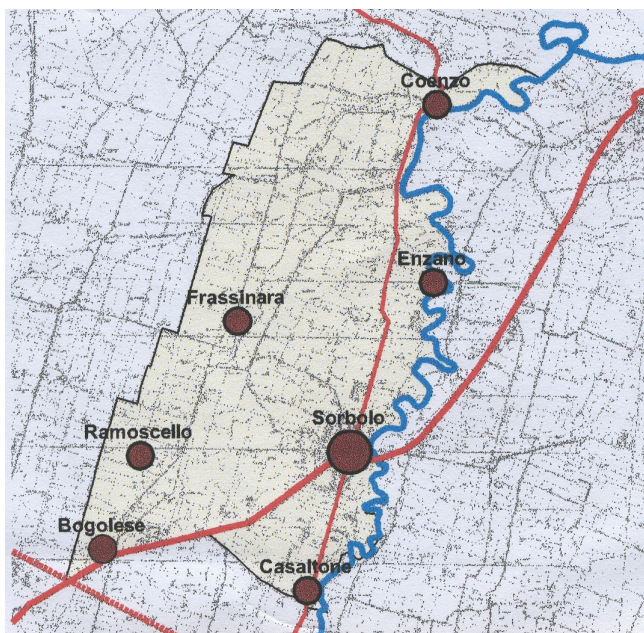 Coenzo
Enzano
Frassinara
Sorbolo
Ramoscello
Bogolese
Casaltone